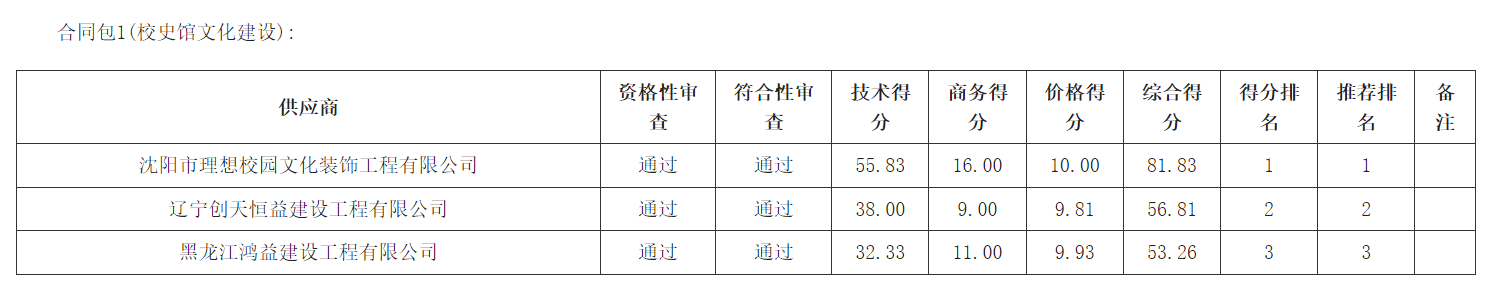 合同包1(校史馆文化建设):
供应商 资格性审查 符合性审查 技术得分 商务得分 价格得分 综合得分 得分排名 推荐排名 备注
沈阳市理想校园文化装饰工程有限公司 通过 通过 55.83 16.00 10.00 81.83 1 1
辽宁创天恒益建设工程有限公司 通过 通过 38.00 9.00 9.81 56.81 2 2
黑龙江鸿益建设工程有限公司 通过 通过 32.33 11.00 9.93 53.26 3 3